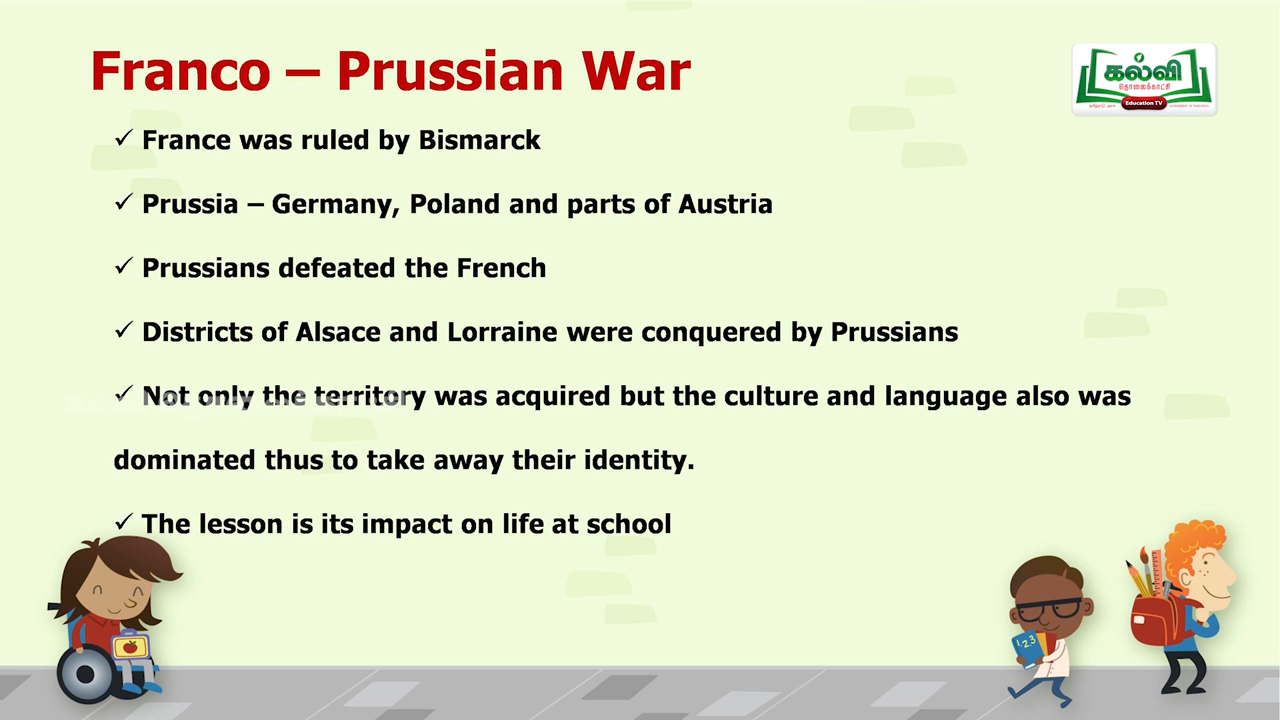 Franco – Prussian War
கல்வி
தொலைக்காட்சி
Education TV
✓ France was ruled by Bismarck
✓ Prussia – Germany, Poland and parts of Austria
✓ Prussians defeated the French
✓ Districts of Alsace and Lorraine were conquered by Prussians
✓ Not only the territory was acquired but the culture and language also was
dominated thus to take away their identity.
✓ The lesson is its impact on life at school
1 2 3